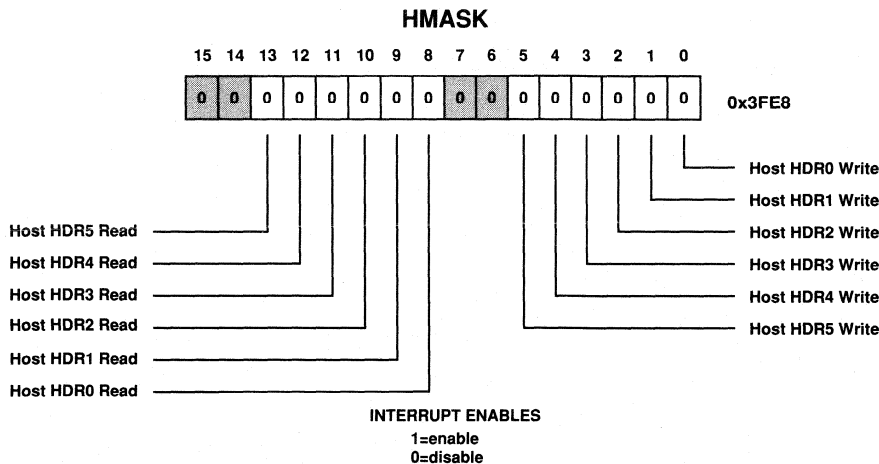 HMASK
15 14 13 12 11 10 9 8 7 6 5 4 3 2 1 0
0 0 0 0 0 0 0 0 0 0 0 0 0 0 0 0 0x3FE8
Host HDR0 Write
Host HDR1 Write
Host HDR5 Read Host HDR2 Write
Host HDR4 Read Host HDR3 Write
Host HDR3 Read Host HDR4 Write
Host HDR2 Read Host HDR5 Write
Host HDR1 Read
Host HDR0 Read
INTERRUPT ENABLES
1=enable
0=disable